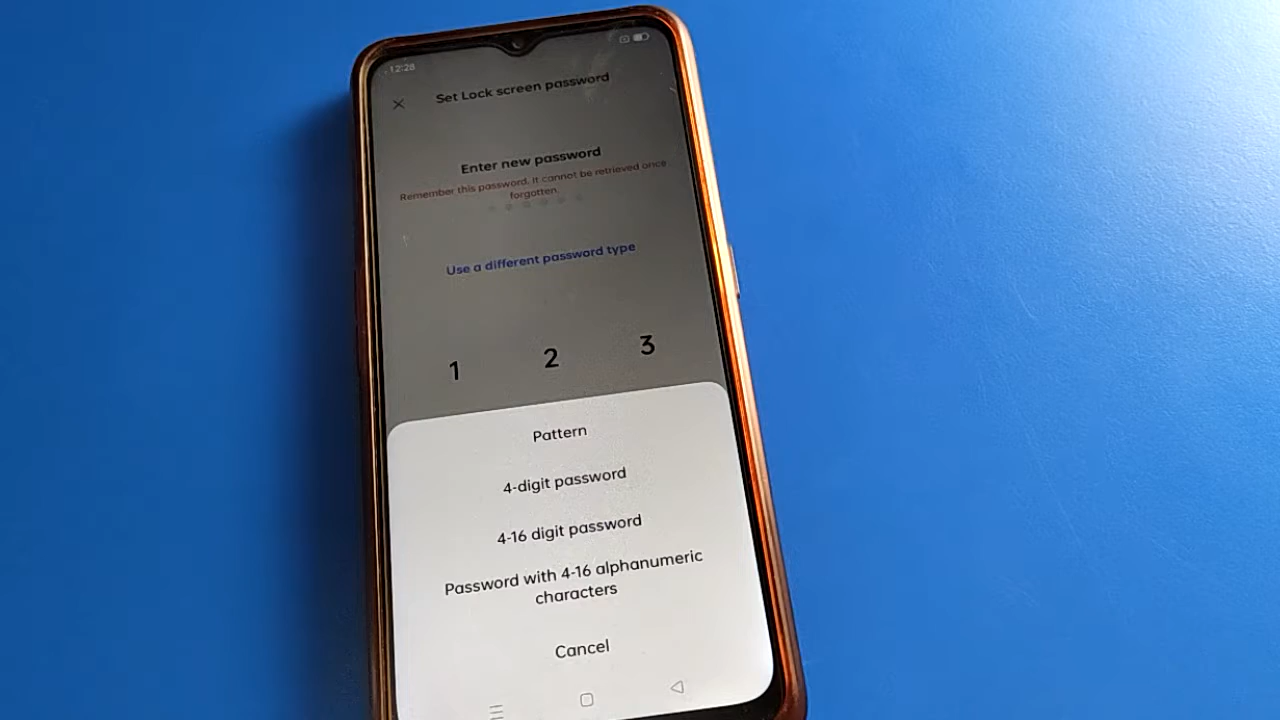 12:28
Set Lock screen password
Enter new password
Remember this password. It cannot be retrieved once
forgotten.
Use a different password type
1 2 3
Pattern
4-digit password
4-16 digit password
Password with 4-16 alphanumeric
characters
Cancel